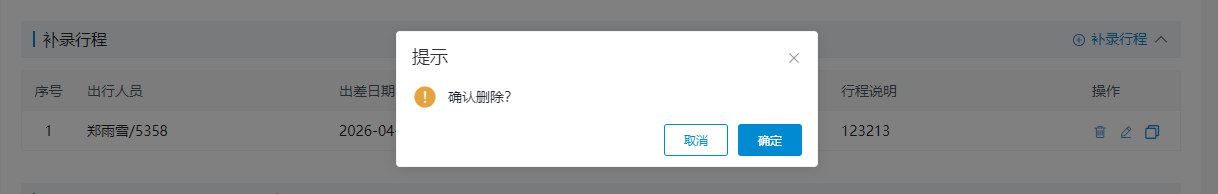 补录行程
补录行程
提示
确认删除？
取消
确定
序号
出行人员
出差日期
行程说明
操作
1
郑雨雪/5358
2026-04
123213